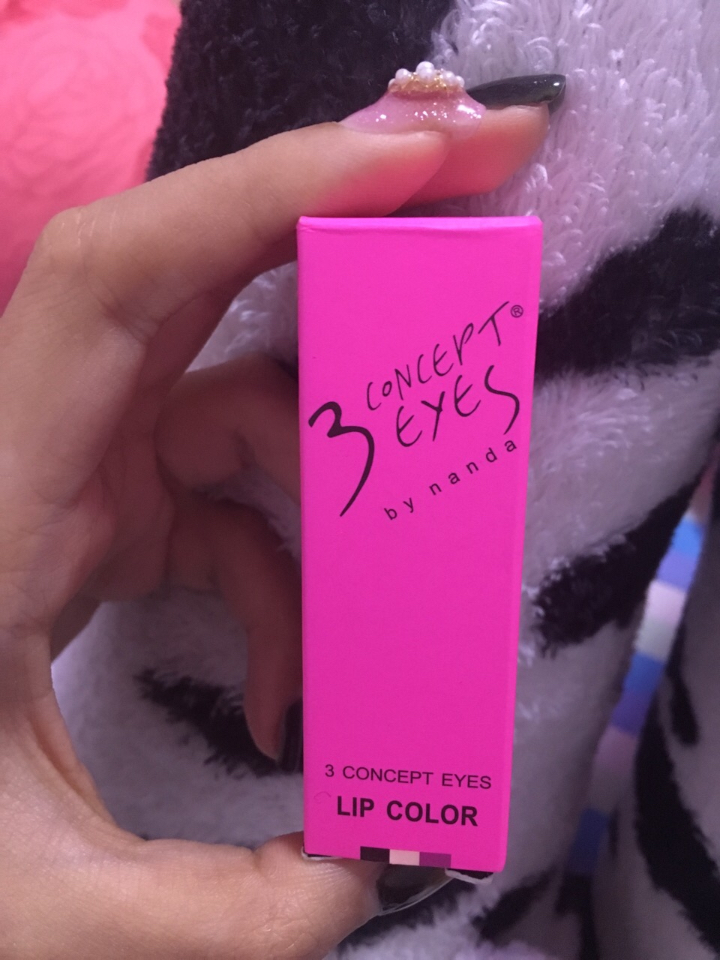 3 CONCEPT®
EYES
by nanda
3 CONCEPT EYES
LIP COLOR